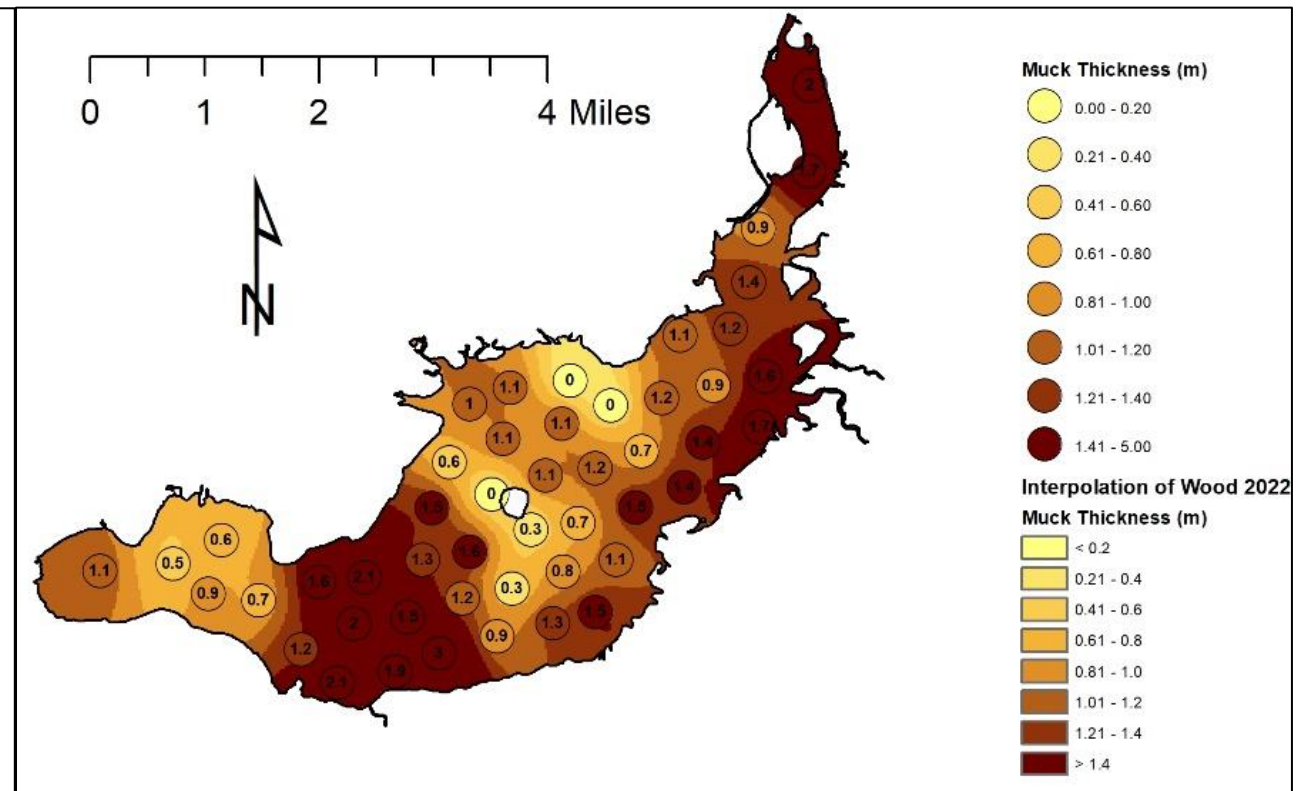 0 1 2 4 Miles
N
Muck Thickness (m)
0.00 - 0.20
0.21 - 0.40
0.41 - 0.60
0.61 - 0.80
0.81 - 1.00
1.01 - 1.20
1.21 - 1.40
1.41 - 5.00
Interpolation of Wood 2022
Muck Thickness (m)
< 0.2
0.21 - 0.4
0.41 - 0.6
0.61 - 0.8
0.81 - 1.0
1.01 - 1.2
1.21 - 1.4
> 1.4
2
1.7
0.9
1.4
1.1 1.2
1.1 0 0.9 1.6
1 0 1.2
1.1 1.1 1.7
0.6 0.7 1.4
1.1 1.2
0 1.4
1.5 1.5
0.3 0.7
0.6 1.3 1.6 1.1
1.1 0.5 0.8
1.6 2.1 0.3
0.9 0.7 1.2
2 1.5 1.3 1.5
1.2 3 0.9
2.1 1.9